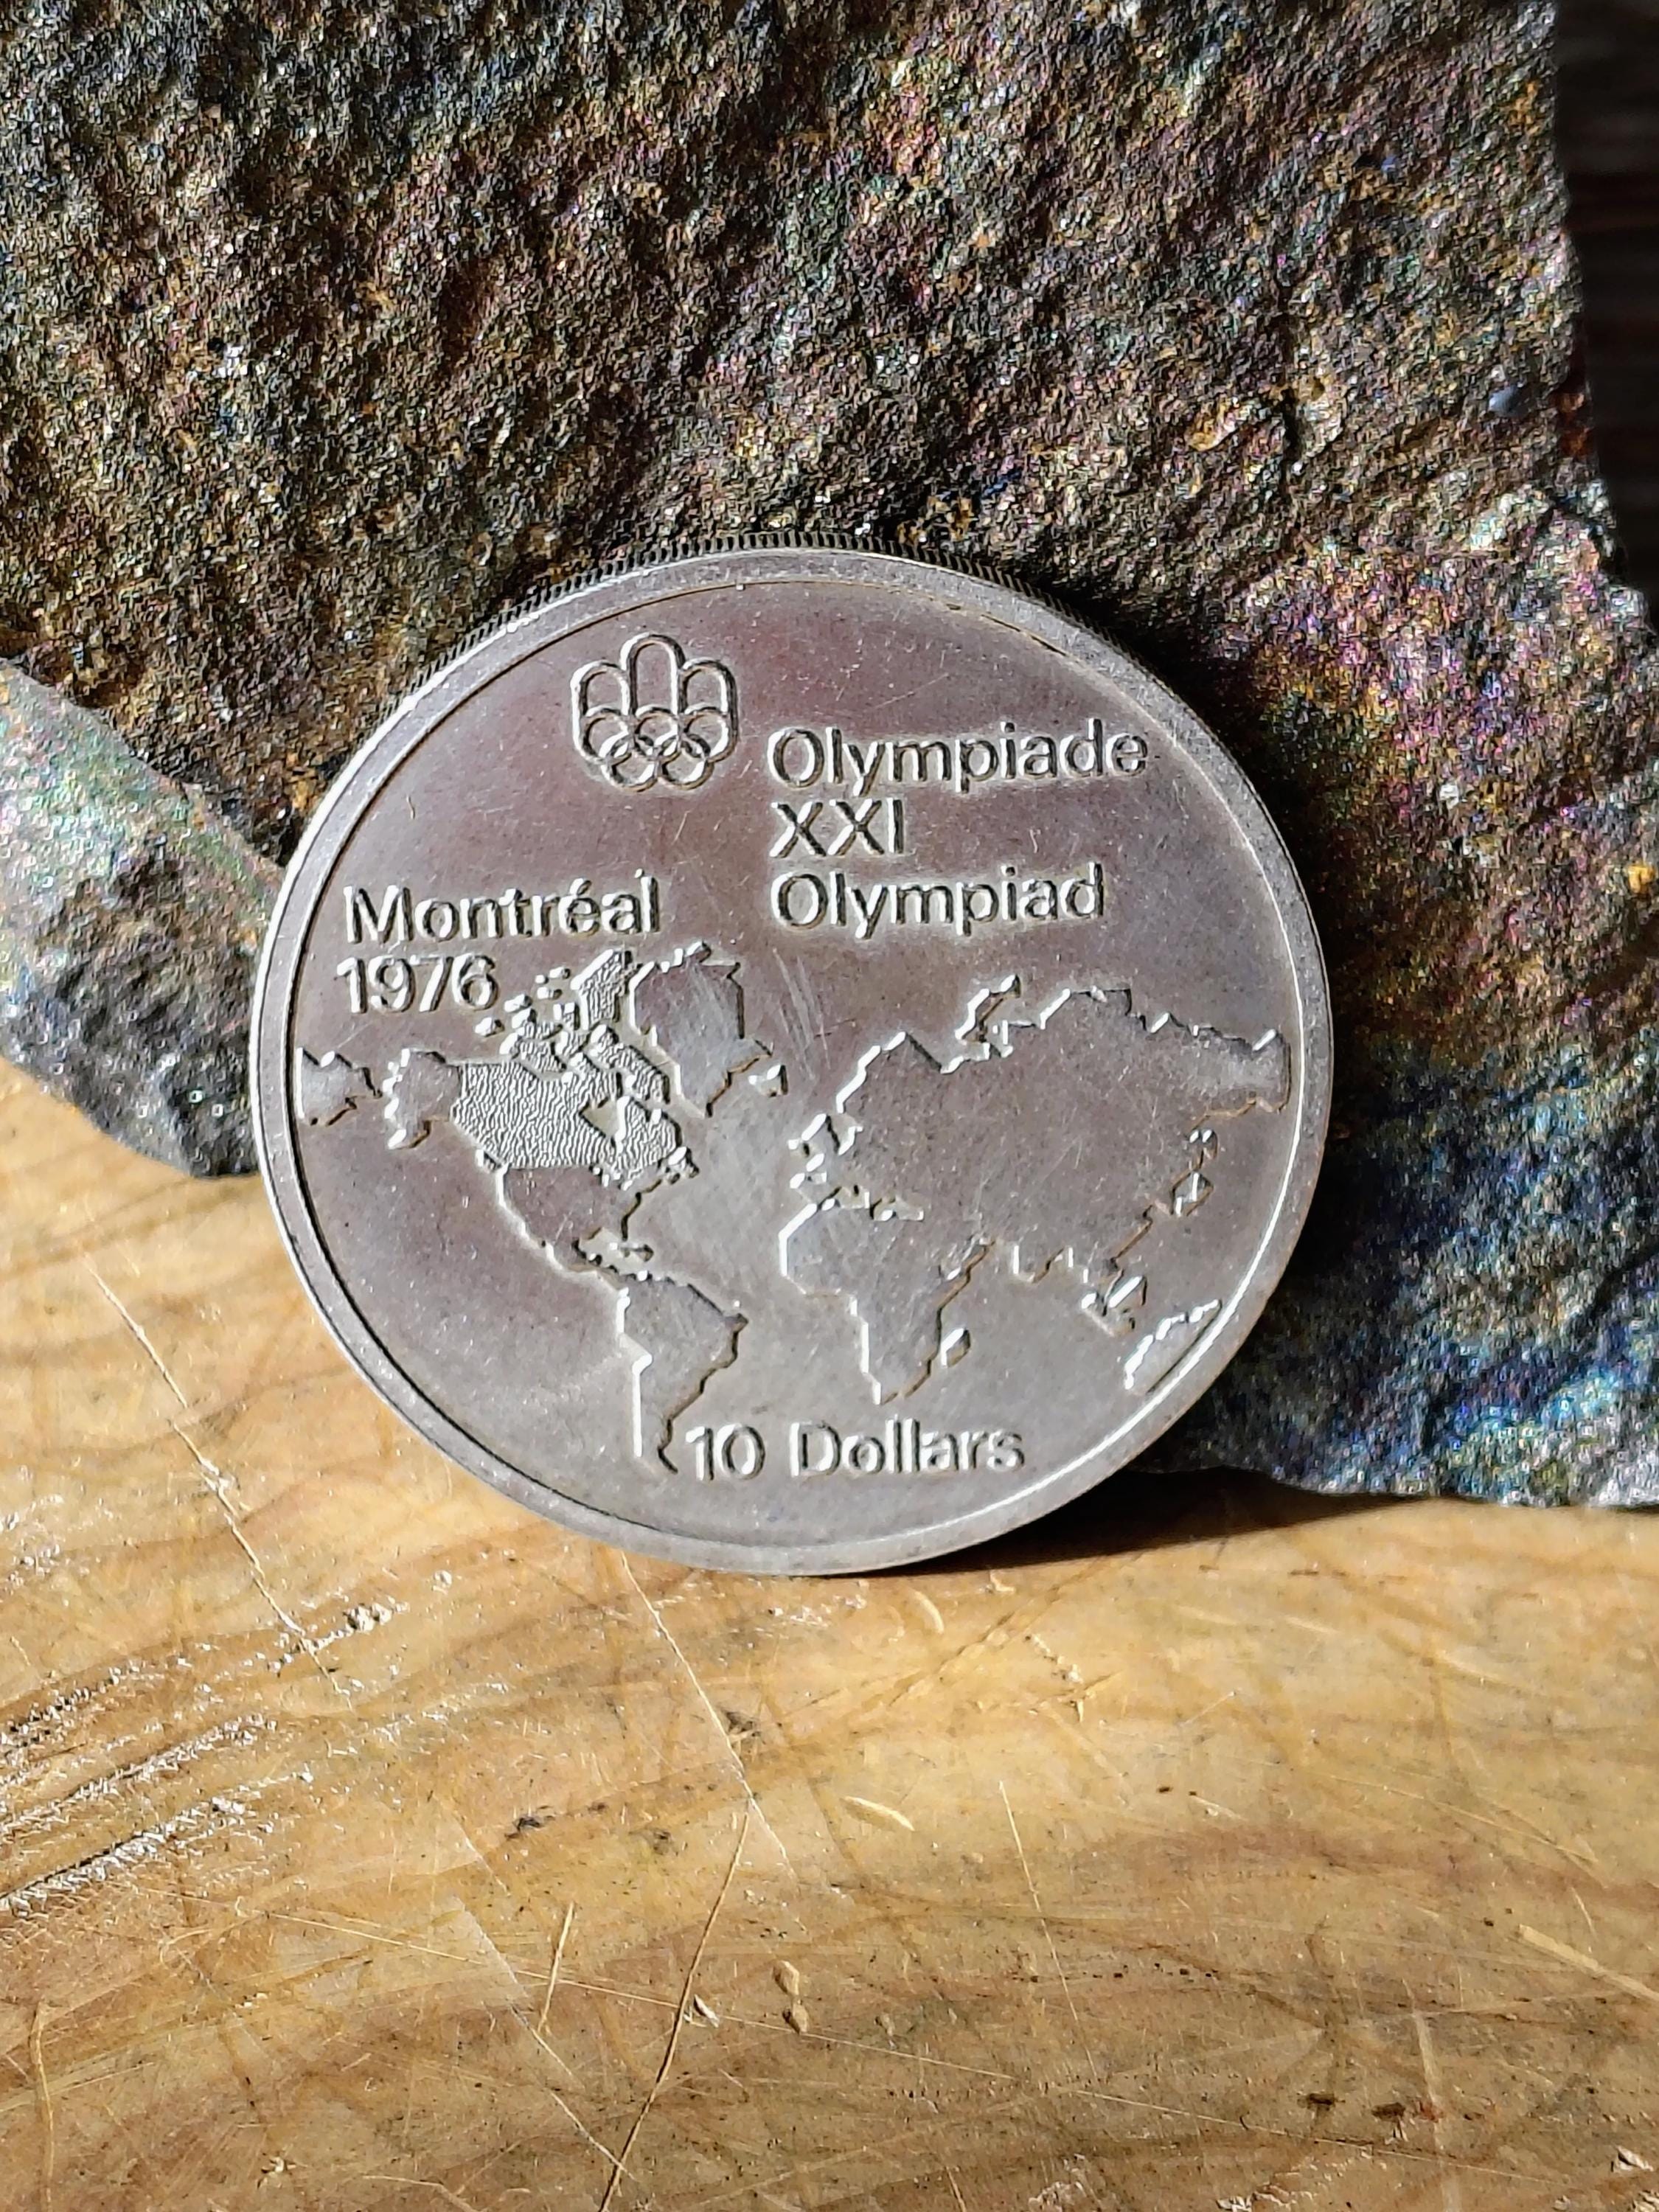 Olympiade
XXI
Olympiad
Montréal
1976
10 Dollars